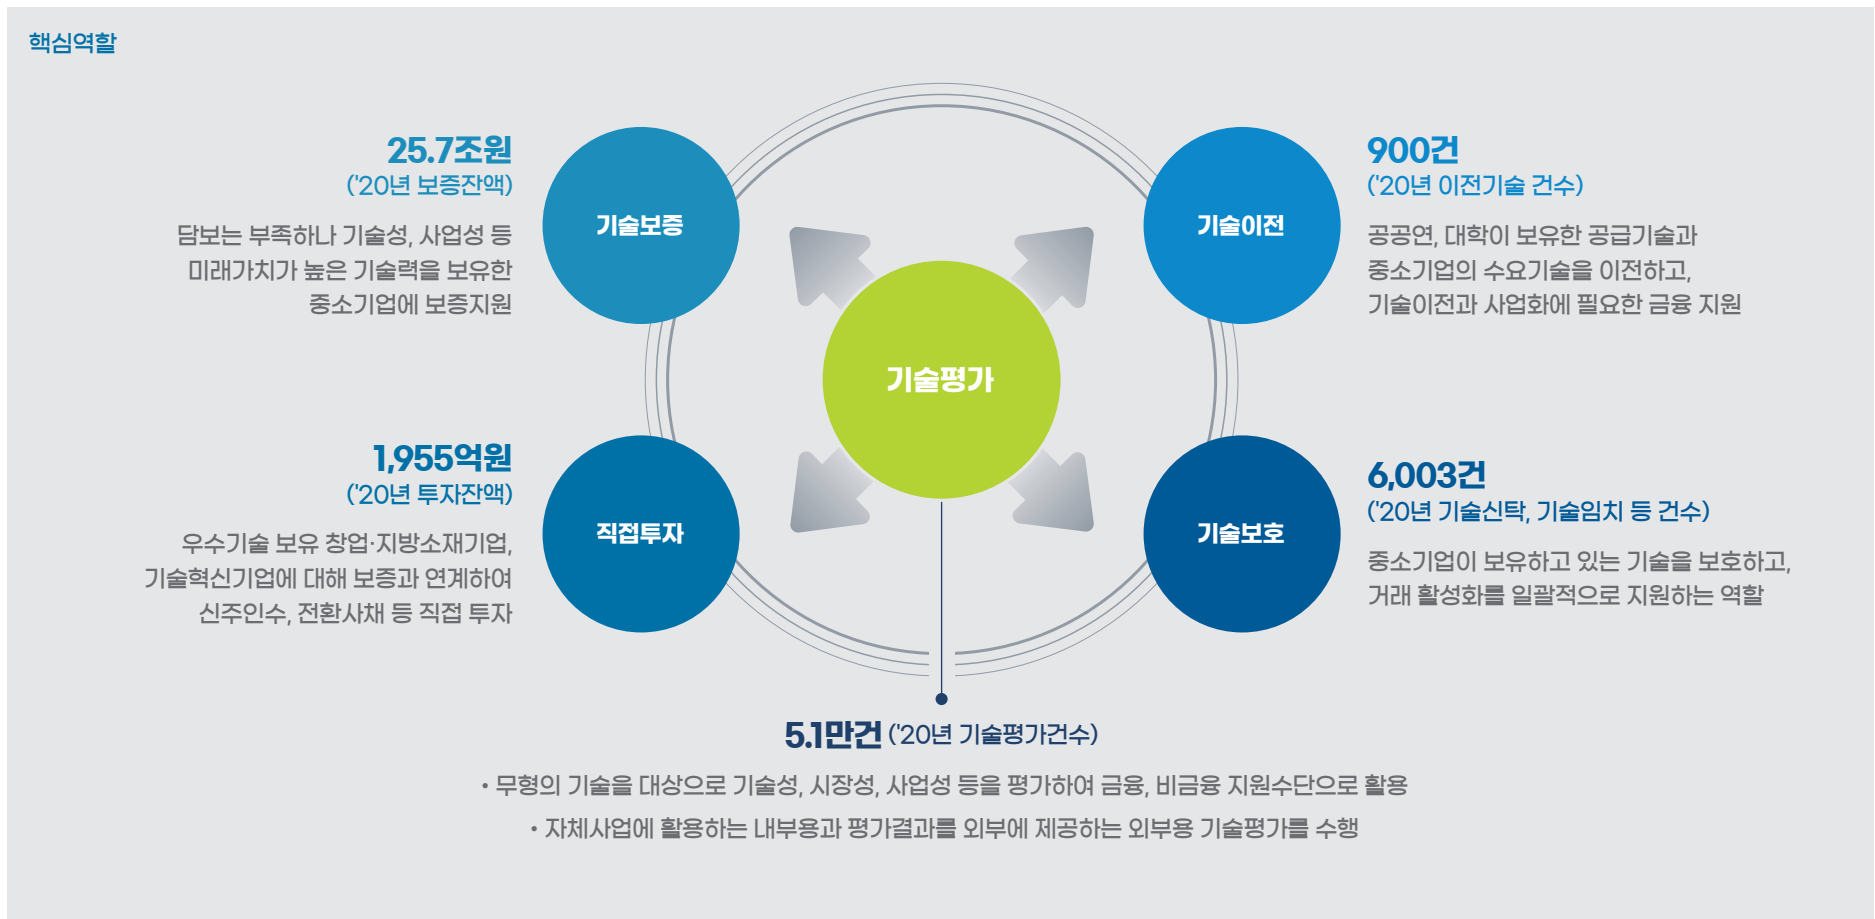 핵심역할
25.7조원
('20년 보증잔액)
담보는 부족하나 기술성, 사업성 등
미래가치가 높은 기술력을 보유한
중소기업에 보증지원
기술보증
기술이전
900건
('20년 이전기술 건수)
공공연, 대학이 보유한 공급기술과
중소기업의 수요기술을 이전하고,
기술이전과 사업화에 필요한 금융 지원
기술평가
1,955억원
('20년 투자잔액)
우수기술 보유 창업·지방소재기업,
기술혁신기업에 대해 보증과 연계하여
신주인수, 전환사채 등 직접 투자
직접투자
기술보호
6,003건
('20년 기술신탁, 기술임치 등 건수)
중소기업이 보유하고 있는 기술을 보호하고,
거래 활성화를 일괄적으로 지원하는 역할
5.1만건 ('20년 기술평가건수)
• 무형의 기술을 대상으로 기술성, 시장성, 사업성 등을 평가하여 금융, 비금융 지원수단으로 활용
• 자체사업에 활용하는 내부용과 평가결과를 외부에 제공하는 외부용 기술평가를 수행